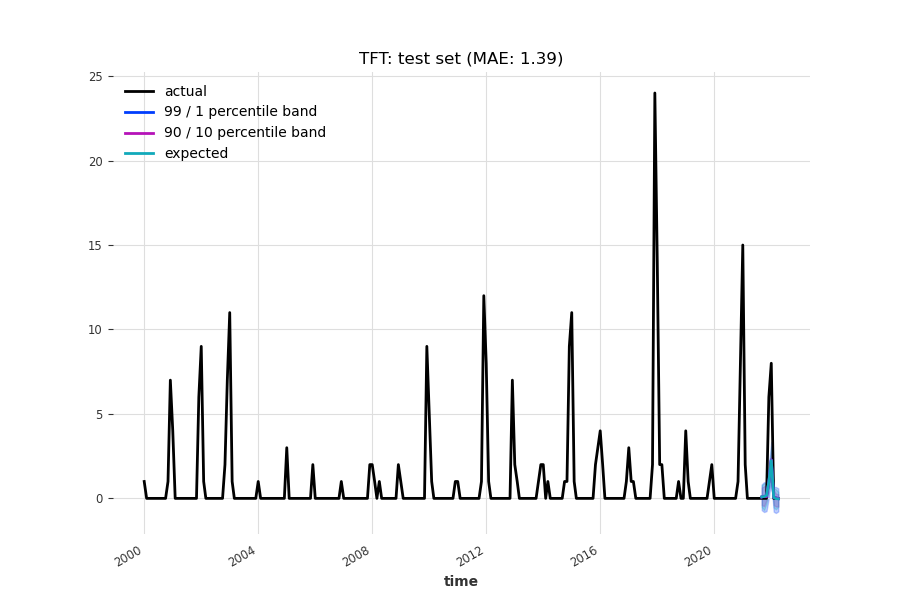 TFT: test set (MAE: 1.39)
25
20
15
10
5
0
actual
99 / 1 percentile band
90 / 10 percentile band
expected
2000
2004
2008
2012
2016
2020
time